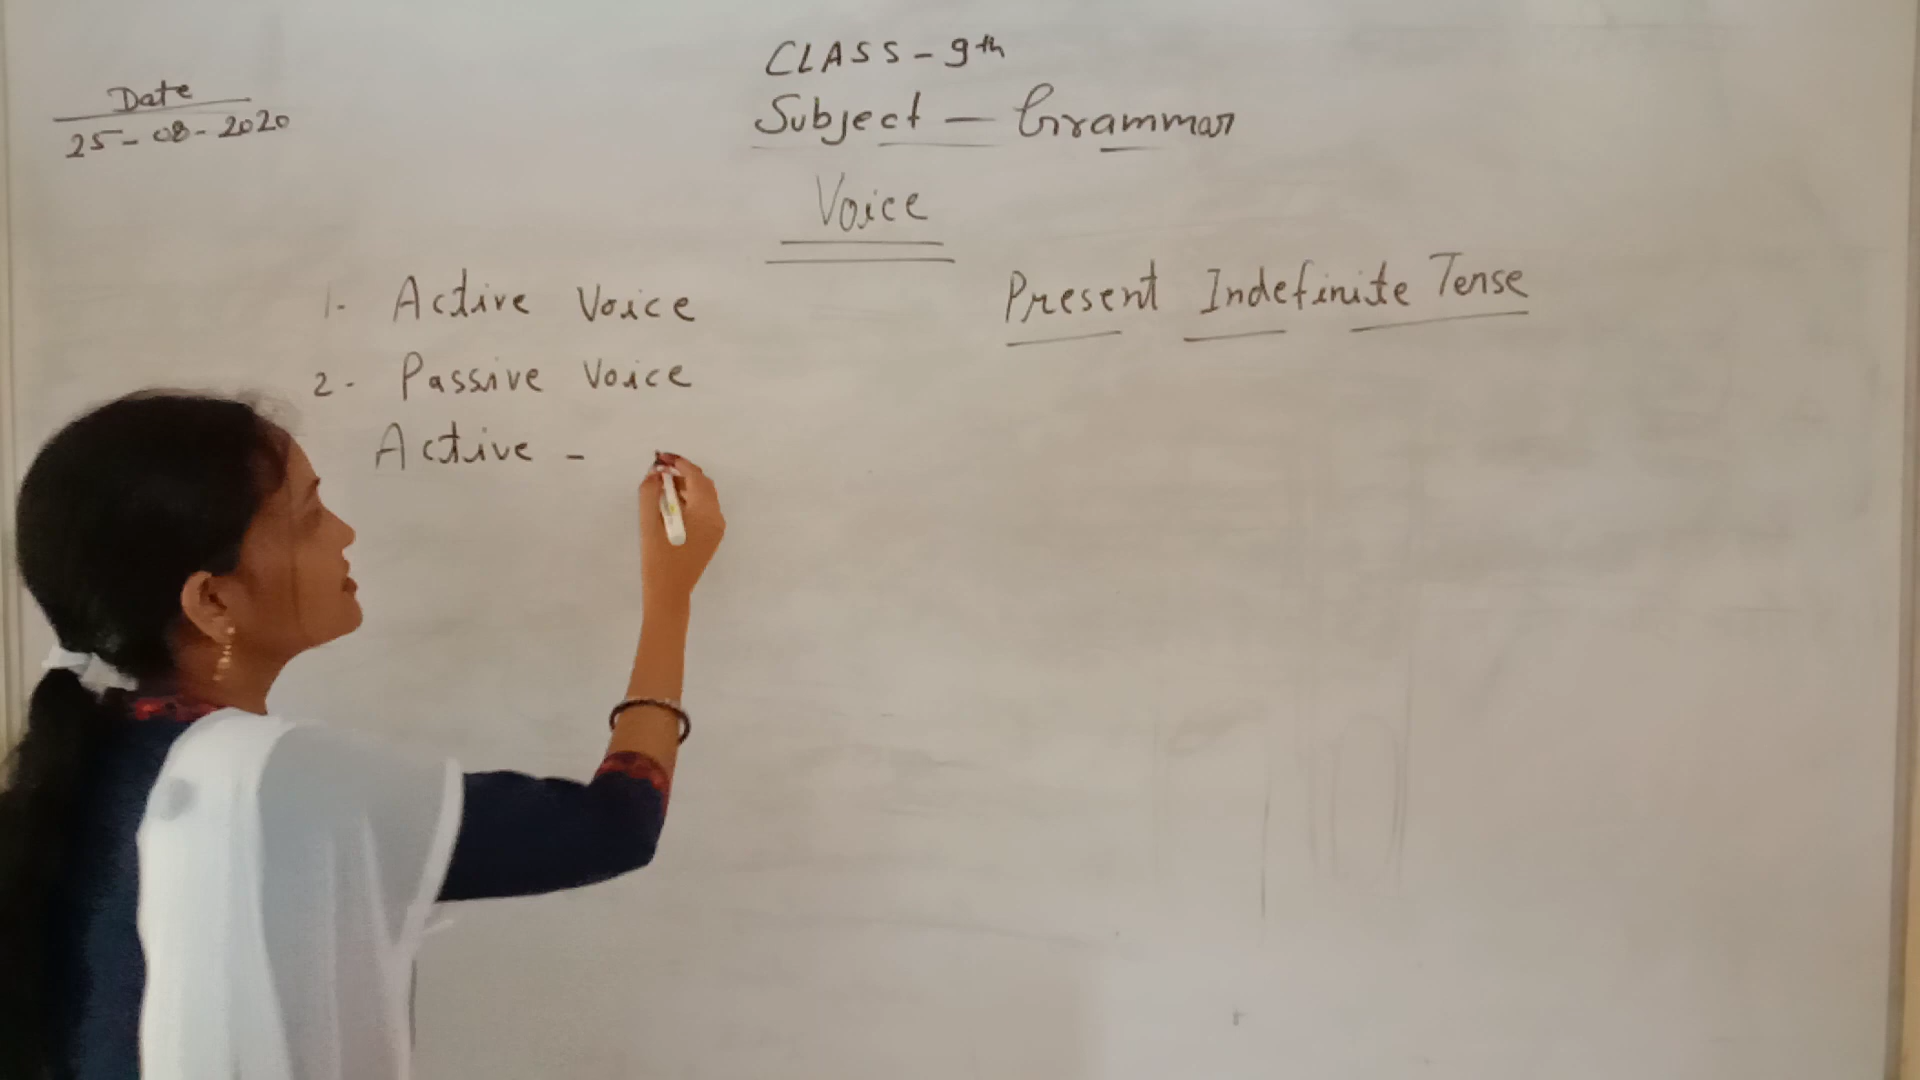 Date
25-08-2020
CLASS - 9th
Subject - Grammar
Voice
1. Active Voice
2. Passive Voice
Active -
Present Indefinite Tense